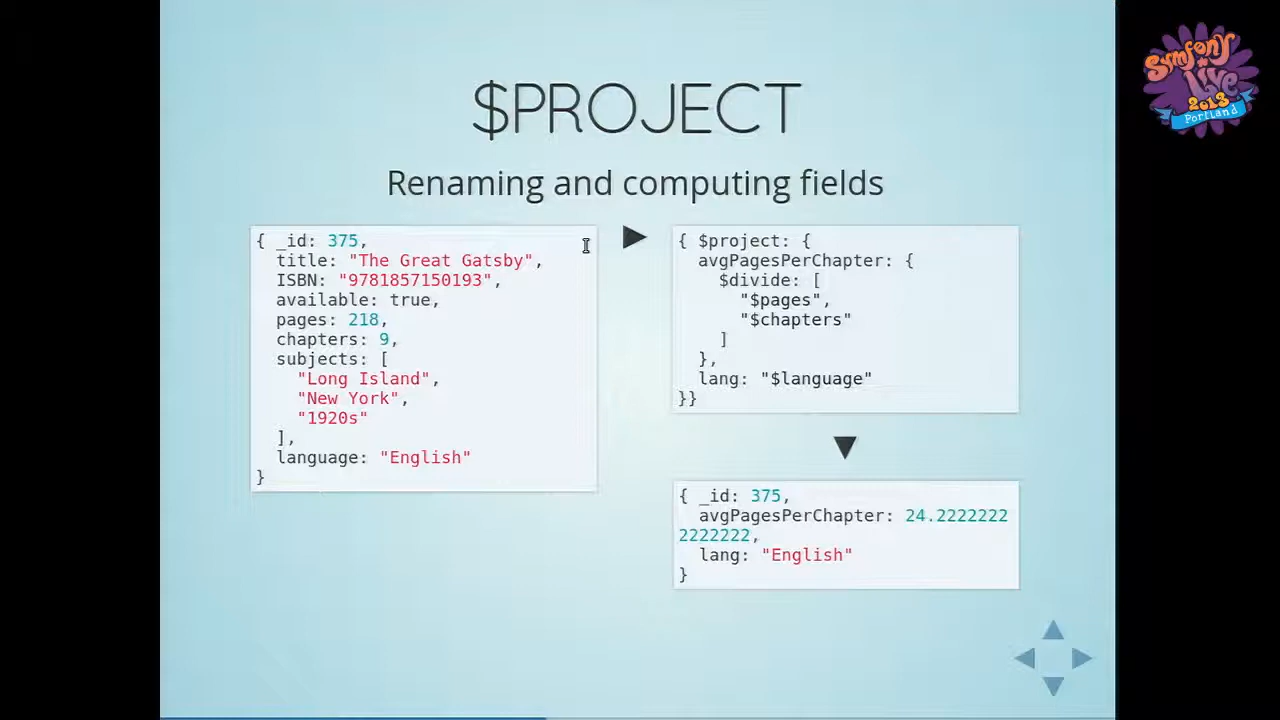 $PROJECT
Renaming and computing fields
{ _id: 375,
title: "The Great Gatsby",
ISBN: "9781857150193",
available: true,
pages: 218,
chapters: 9,
subjects: [
"Long Island",
"New York",
"1920s"
],
language: "English"
}
{ $project: {
avgPagesPerChapter: {
$divide: [
"$pages",
"$chapters"
]
},
lang: "$language"
}}
{ _id: 375,
avgPagesPerChapter: 24.2222222
2222222,
lang: "English"
}
Symfony
Live
2013
Portland